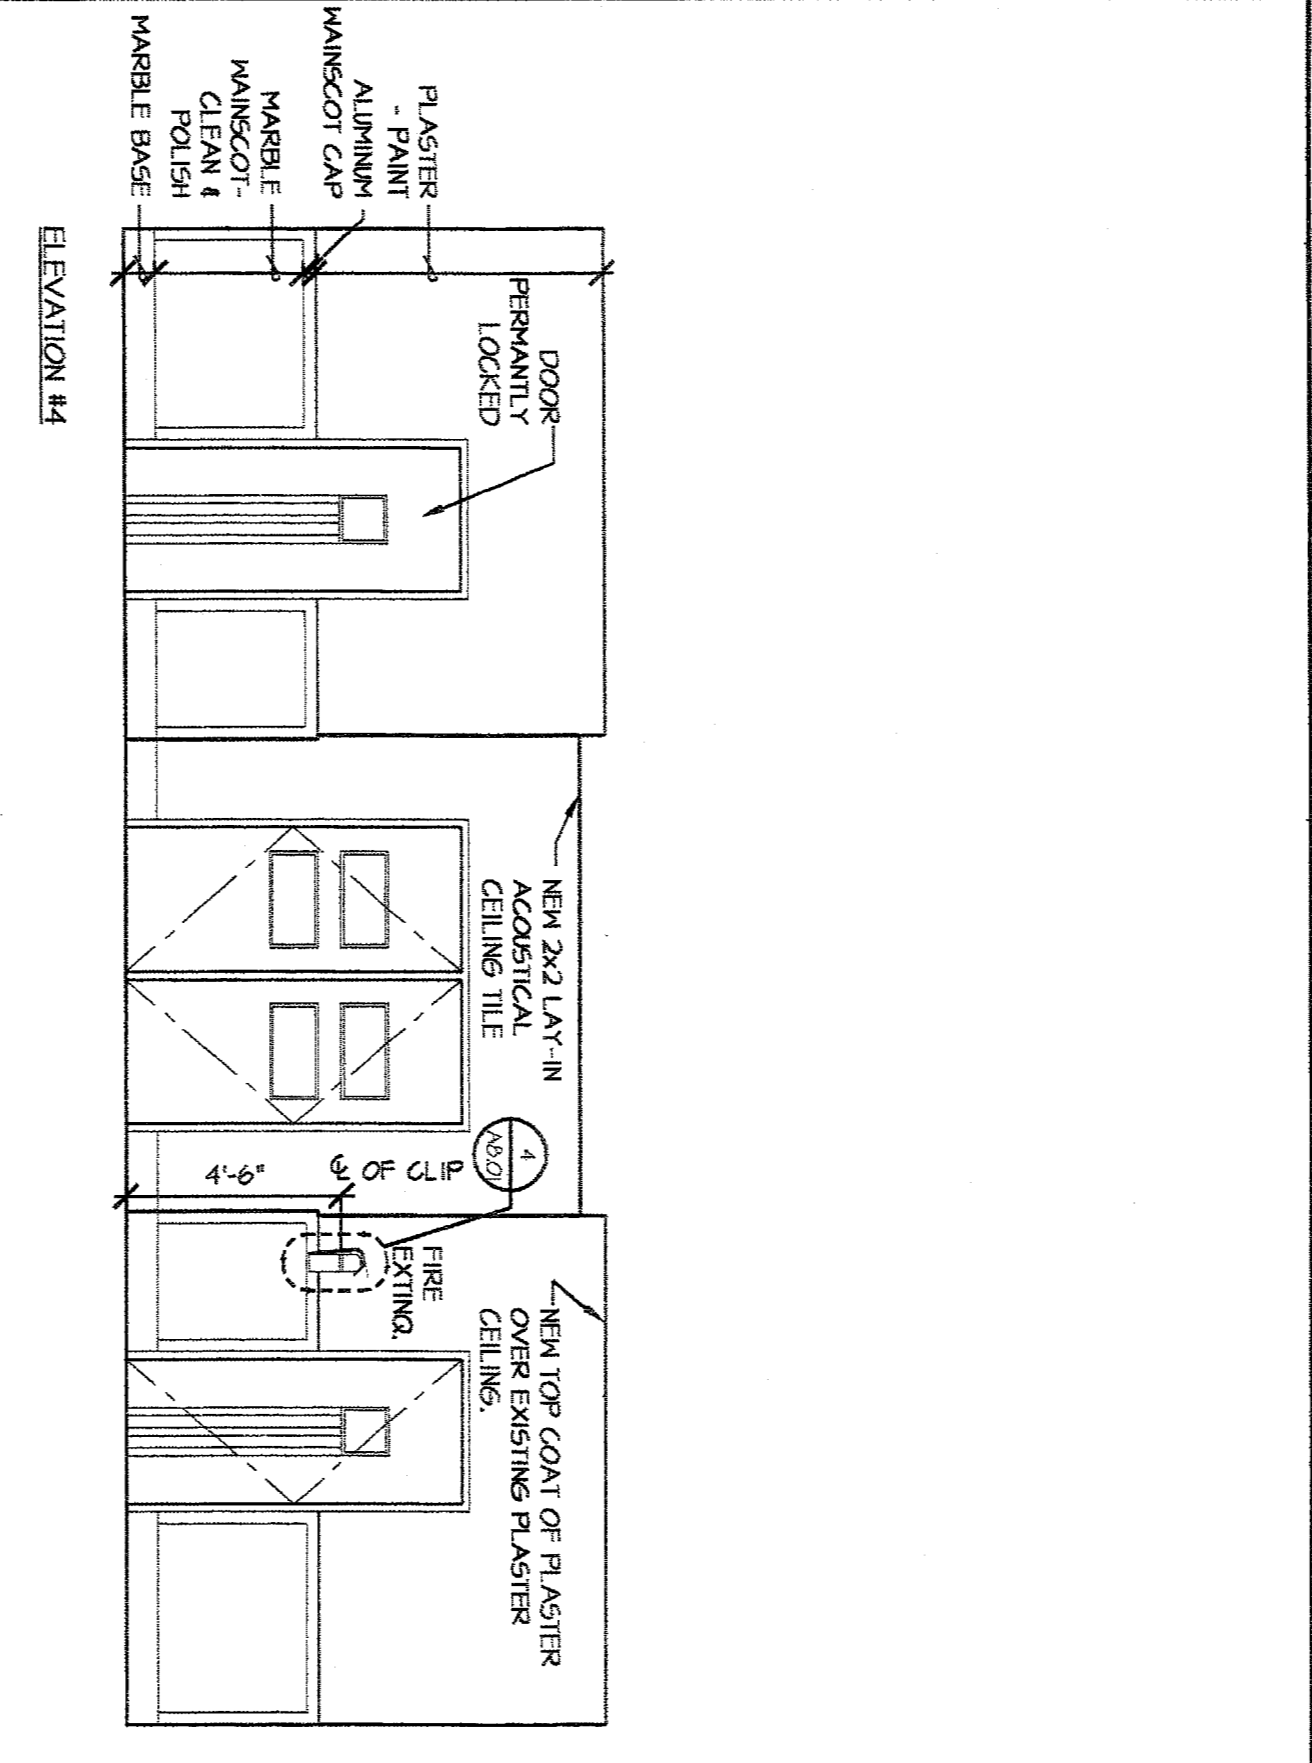 PLASTER
- PAINT
ALUMINUM
WAINSCOT CAP
MARBLE
WAINSCOT-
CLEAN &
POLISH
MARBLE BASE
DOOR
PERMANTLY
LOCKED
NEW 2x2 LAY-IN
ACOUSTICAL
CEILING TILE
4
A8.01
℄ OF CLIP
4'-6"
FIRE
EXTINQ.
NEW TOP COAT OF PLASTER
OVER EXISTING PLASTER
CEILING.
ELEVATION #4